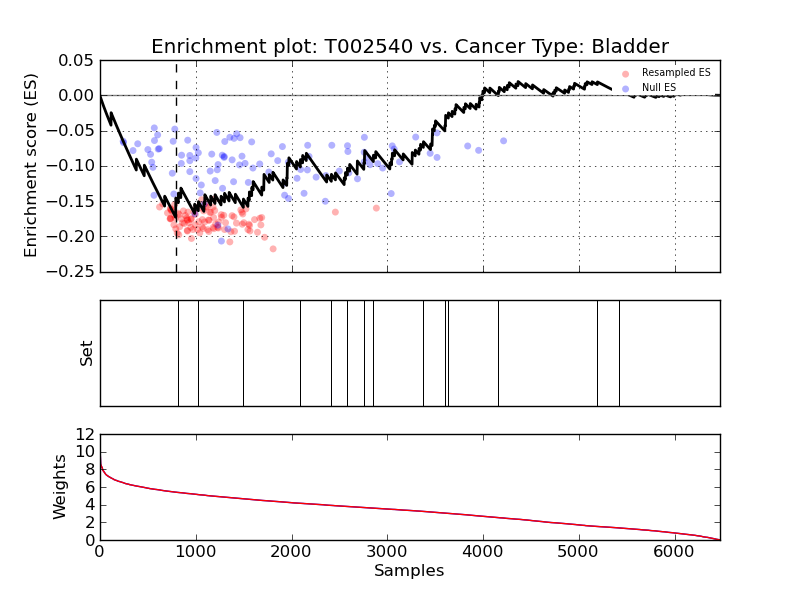 Enrichment plot: T002540 vs. Cancer Type: Bladder
Enrichment score (ES)
0.05
0.00
−0.05
−0.10
−0.15
−0.20
−0.25
Resampled ES
Null ES
Set
Weights
12
10
8
6
4
2
0
0 1000 2000 3000 4000 5000 6000
Samples